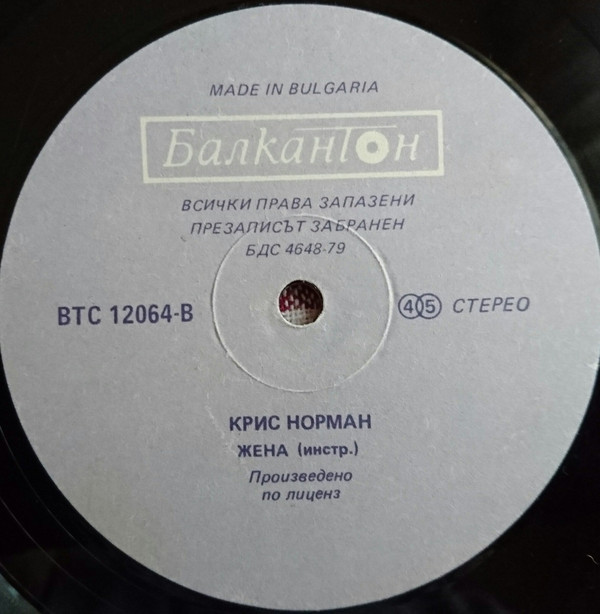 MADE IN BULGARIA
Балкантон
ВСИЧКИ ПРАВА ЗАПАЗЕНИ
ПРЕЗАПИСЪТ ЗАБРАНЕН
БДС 4648-79
ВТС 12064-В
45 СТЕРЕО
КРИС НОРМАН
ЖЕНА (инстр.)
Произведено
по лиценз